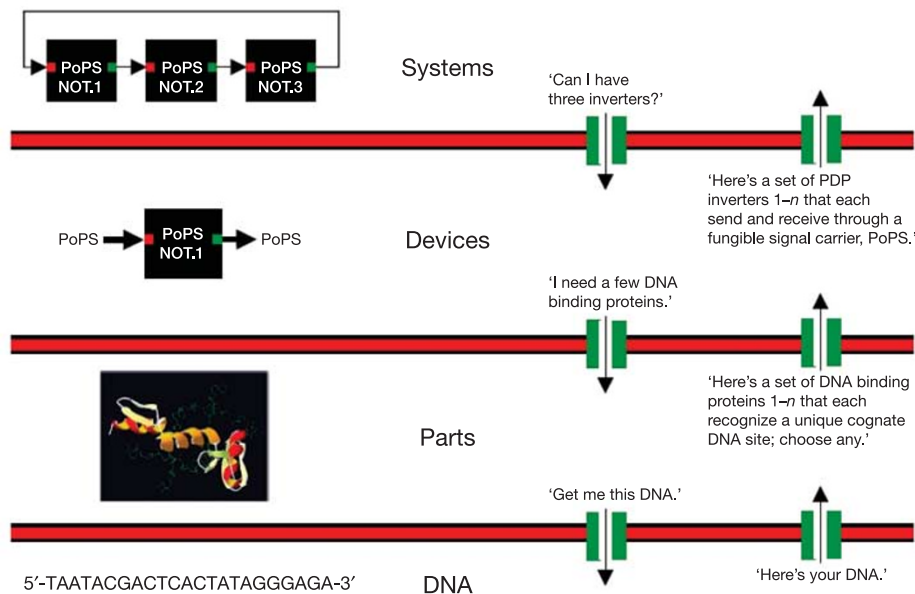 PoPS
NOT.1
PoPS
NOT.2
PoPS
NOT.3
Systems
'Can I have
three inverters?'
'Here's a set of PDP
inverters 1–n that each
send and receive through a
fungible signal carrier, PoPS.'
PoPS
PoPS
NOT.1
PoPS
Devices
'I need a few DNA
binding proteins.'
'Here's a set of DNA binding
proteins 1–n that each
recognize a unique cognate
DNA site; choose any.'
Parts
'Get me this DNA.'
5′-TAATACGACTCACTATAGGGAGA-3′
DNA
'Here's your DNA.'